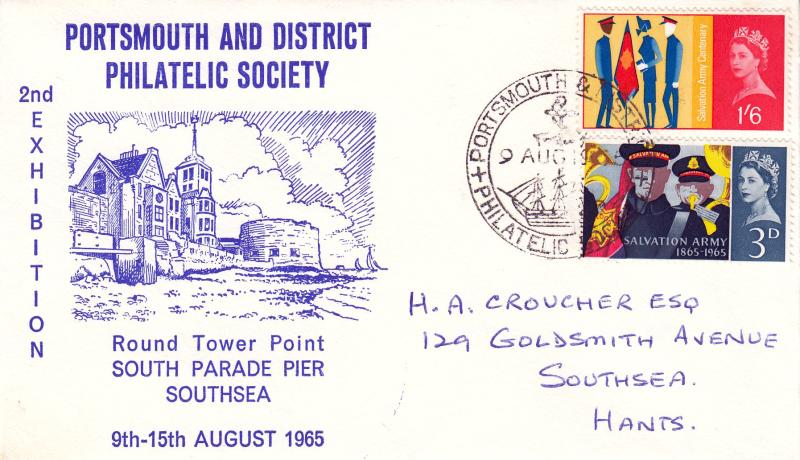 PORTSMOUTH AND DISTRICT
PHILATELIC SOCIETY
2nd
EXHIBITION
Round Tower Point
SOUTH PARADE PIER
SOUTHSEA
9th-15th AUGUST 1965
PORTSMOUTH &
9 AUG 19
PHILATELIC
Salvation Army Centenary
1/6
SALVATION ARMY
1865-1965
3D
H. A. CROUCHER ESQ
129 GOLDSMITH AVENUE
SOUTHSEA.
HANTS.